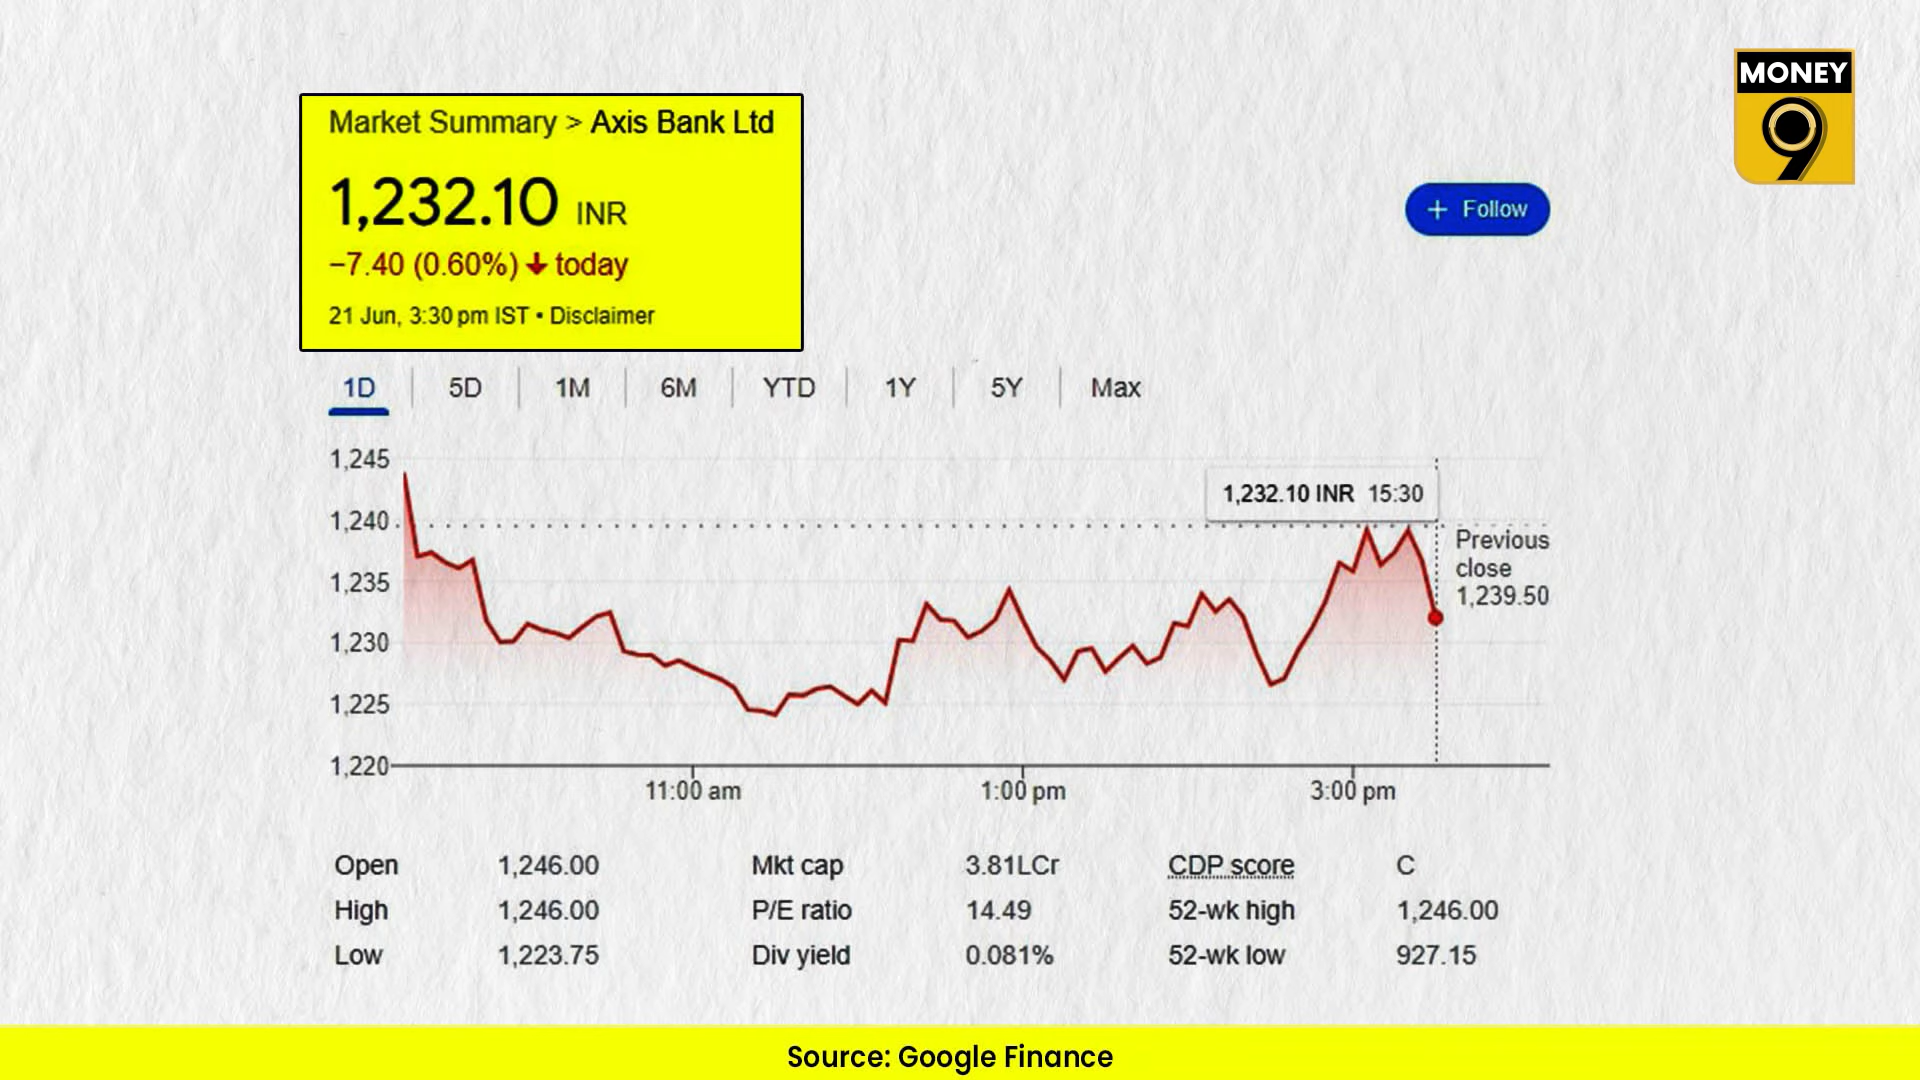 MONEY
9
Market Summary > Axis Bank Ltd
1,232.10 INR
−7.40 (0.60%) ↓ today
21 Jun, 3:30 pm IST • Disclaimer
+ Follow
1D 5D 1M 6M YTD 1Y 5Y Max
1,245
1,232.10 INR 15:30
1,240
Previous
close
1,239.50
1,235
1,230
1,225
1,220
11:00 am 1:00 pm 3:00 pm
Open 1,246.00 Mkt cap 3.81LCr CDP score C
High 1,246.00 P/E ratio 14.49 52-wk high 1,246.00
Low 1,223.75 Div yield 0.081% 52-wk low 927.15
Source: Google Finance